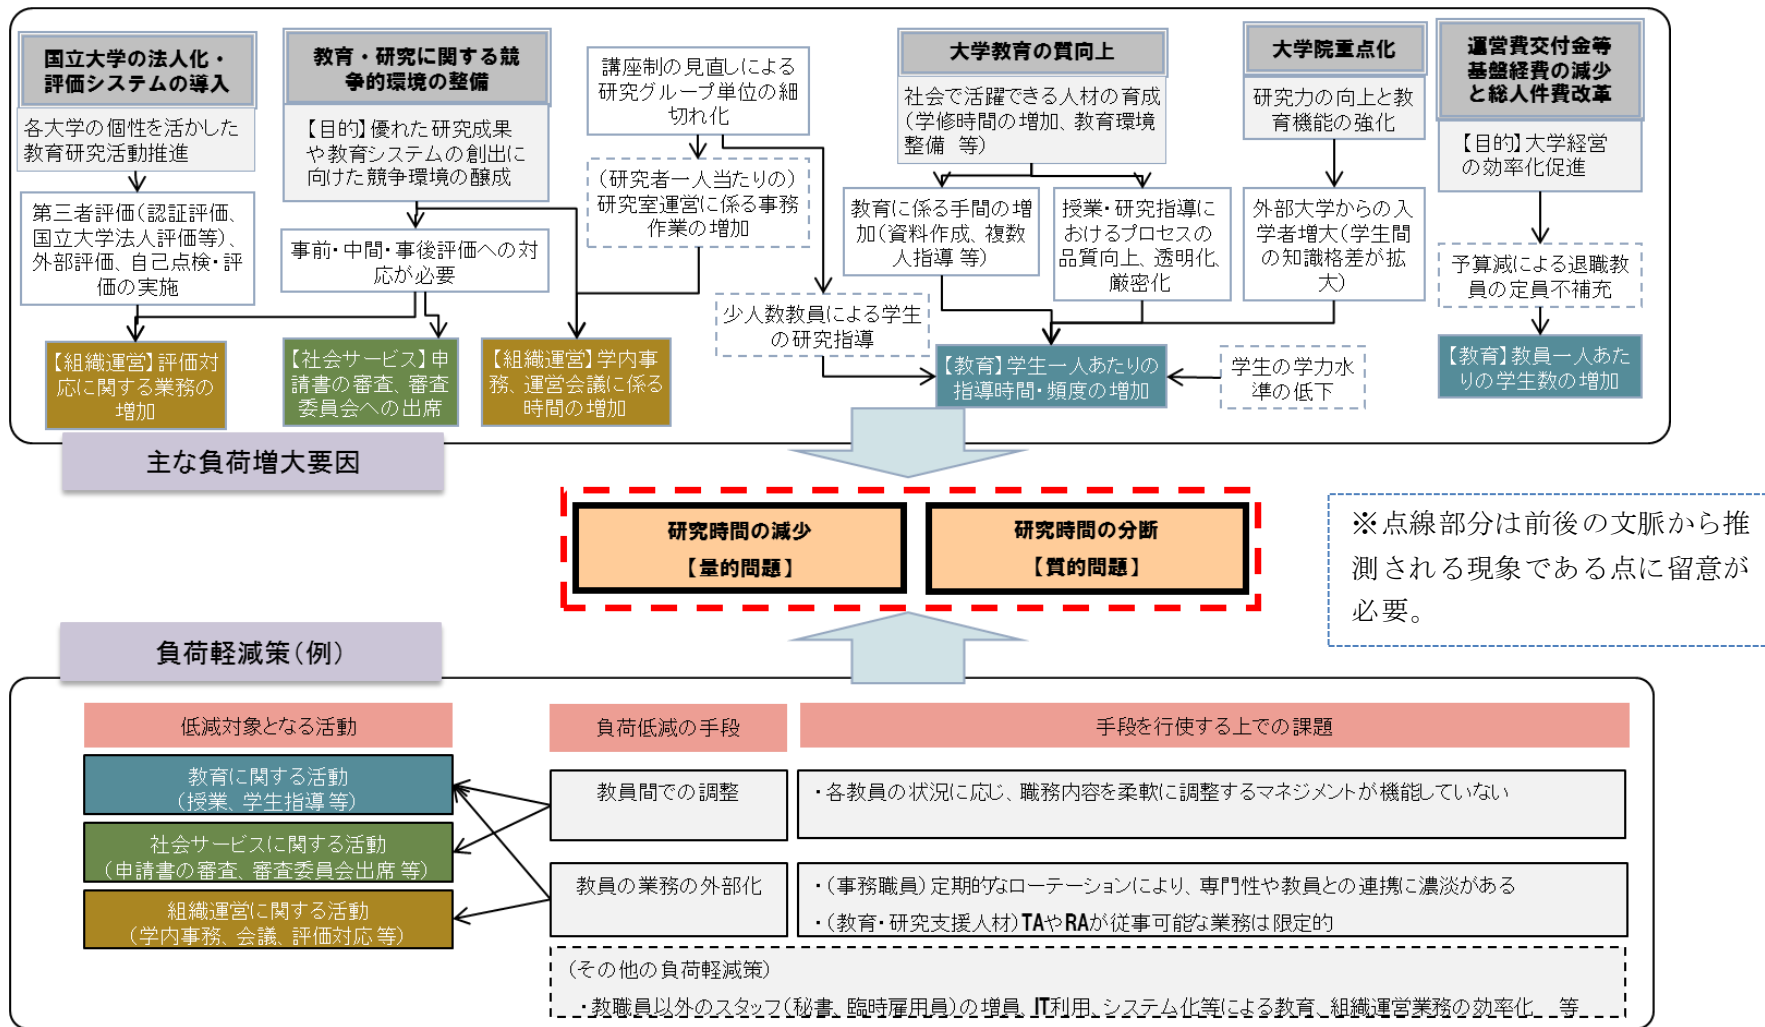 国立大学の法人化・
評価システムの導入
各大学の個性を活かした
教育研究活動推進
第三者評価（認証評価、
国立大学法人評価等）、
外部評価、自己点検・評
価の実施
【組織運営】評価対
応に関する業務の
増加
教育・研究に関する競
争的環境の整備
【目的】優れた研究成果
や教育システムの創出に
向けた競争環境の醸成
事前・中間・事後評価への対
応が必要
【社会サービス】申
請書の審査、審査
委員会への出席
【組織運営】学内事
務、運営会議に係る
時間の増加
講座制の見直しによる
研究グループ単位の細
切れ化
（研究者一人当たりの）
研究室運営に係る事務
作業の増加
少人数教員による学生
の研究指導
大学教育の質向上
社会で活躍できる人材の育成
（学修時間の増加、教育環境
整備 等）
教育に係る手間の増
加（資料作成、複数
人指導 等）
授業・研究指導に
おけるプロセスの
品質向上、透明化、
厳密化
【教育】学生一人あたりの
指導時間・頻度の増加
学生の学力水
準の低下
大学院重点化
研究力の向上と教
育機能の強化
外部大学からの入
学者増大（学生間
の知識格差が拡
大）
運営費交付金等
基盤経費の減少
と総人件費改革
【目的】大学経営
の効率化促進
予算減による退職教
員の定員不補充
【教育】教員一人あた
りの学生数の増加
主な負荷増大要因
研究時間の減少
【量的問題】
研究時間の分断
【質的問題】
※点線部分は前後の文脈から推
測される現象である点に留意が
必要。
負荷軽減策（例）
低減対象となる活動
負荷低減の手段
手段を行使する上での課題
教育に関する活動
（授業、学生指導 等）
社会サービスに関する活動
（申請書の審査、審査委員会出席 等）
組織運営に関する活動
（学内事務、会議、評価対応 等）
教員間での調整
・各教員の状況に応じ、職務内容を柔軟に調整するマネジメントが機能していない
教員の業務の外部化
・（事務職員）定期的なローテーションにより、専門性や教員との連携に濃淡がある
・（教育・研究支援人材）TAやRAが従事可能な業務は限定的
（その他の負荷軽減策）
・教職員以外のスタッフ（秘書、臨時雇用員）の増員、IT利用、システム化等による教育、組織運営業務の効率化 等